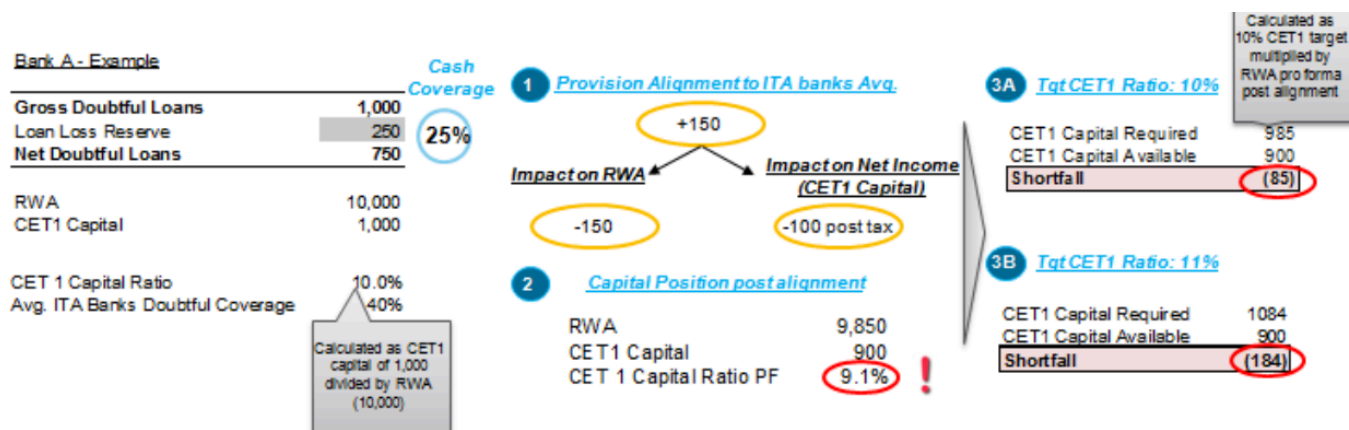 Bank A - Example
Cash
Coverage
Gross Doubtful Loans 1,000
Loan Loss Reserve 250
25%
Net Doubtful Loans 750
RWA 10,000
CET1 Capital 1,000
CET 1 Capital Ratio 10.0%
Avg. ITA Banks Doubtful Coverage 40%
Calculated as CET1
capital of 1,000
divided by RWA
(10,000)
1 Provision Alignment to ITA banks Avg.
+150
Impact on RWA
Impact on Net Income
(CET1 Capital)
-150
-100 post tax
2 Capital Position post alignment
RWA 9,850
CET1 Capital 900
CET 1 Capital Ratio PF 9.1% !
Calculated as
10% CET1 target
multiplied by
RWA pro forma
post alignment
3A Tgt CET1 Ratio: 10%
CET1 Capital Required 985
CET1 Capital Available 900
Shortfall (85)
3B Tgt CET1 Ratio: 11%
CET1 Capital Required 1084
CET1 Capital Available 900
Shortfall (184)